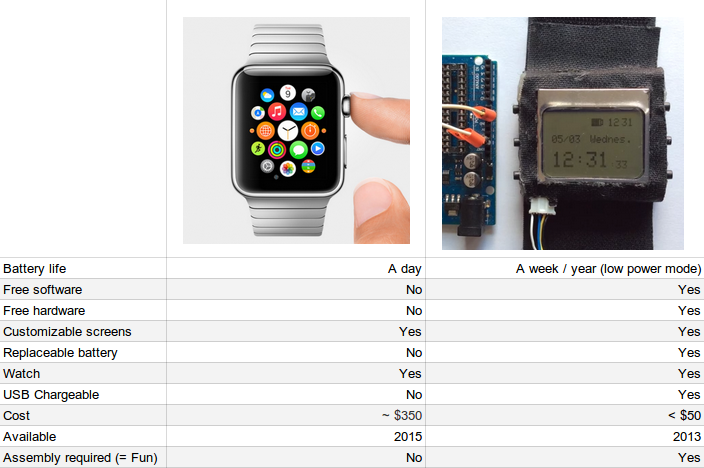 Nov
9
12 31
05/03 Wednes.
12:31 33
Battery life A day A week / year (low power mode)
Free software No Yes
Free hardware No Yes
Customizable screens Yes Yes
Replaceable battery No Yes
Watch Yes Yes
USB Chargeable No Yes
Cost ~ $350 < $50
Available 2015 2013
Assembly required (= Fun) No Yes